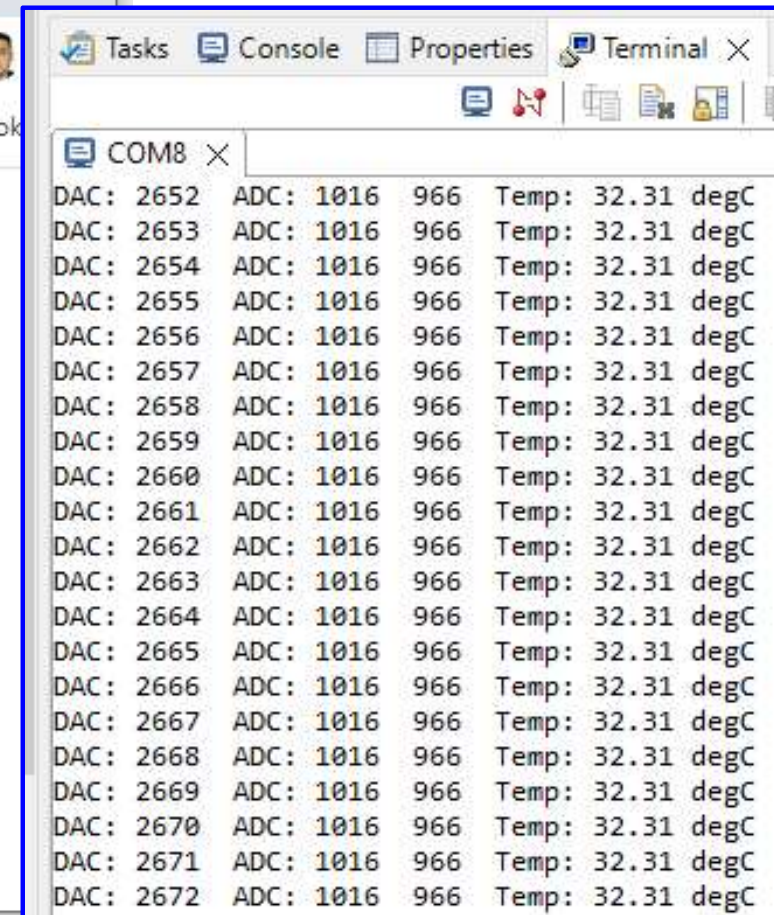 Tasks Console Properties Terminal
COM8
DAC: 2652 ADC: 1016 966 Temp: 32.31 degC
DAC: 2653 ADC: 1016 966 Temp: 32.31 degC
DAC: 2654 ADC: 1016 966 Temp: 32.31 degC
DAC: 2655 ADC: 1016 966 Temp: 32.31 degC
DAC: 2656 ADC: 1016 966 Temp: 32.31 degC
DAC: 2657 ADC: 1016 966 Temp: 32.31 degC
DAC: 2658 ADC: 1016 966 Temp: 32.31 degC
DAC: 2659 ADC: 1016 966 Temp: 32.31 degC
DAC: 2660 ADC: 1016 966 Temp: 32.31 degC
DAC: 2661 ADC: 1016 966 Temp: 32.31 degC
DAC: 2662 ADC: 1016 966 Temp: 32.31 degC
DAC: 2663 ADC: 1016 966 Temp: 32.31 degC
DAC: 2664 ADC: 1016 966 Temp: 32.31 degC
DAC: 2665 ADC: 1016 966 Temp: 32.31 degC
DAC: 2666 ADC: 1016 966 Temp: 32.31 degC
DAC: 2667 ADC: 1016 966 Temp: 32.31 degC
DAC: 2668 ADC: 1016 966 Temp: 32.31 degC
DAC: 2669 ADC: 1016 966 Temp: 32.31 degC
DAC: 2670 ADC: 1016 966 Temp: 32.31 degC
DAC: 2671 ADC: 1016 966 Temp: 32.31 degC
DAC: 2672 ADC: 1016 966 Temp: 32.31 degC